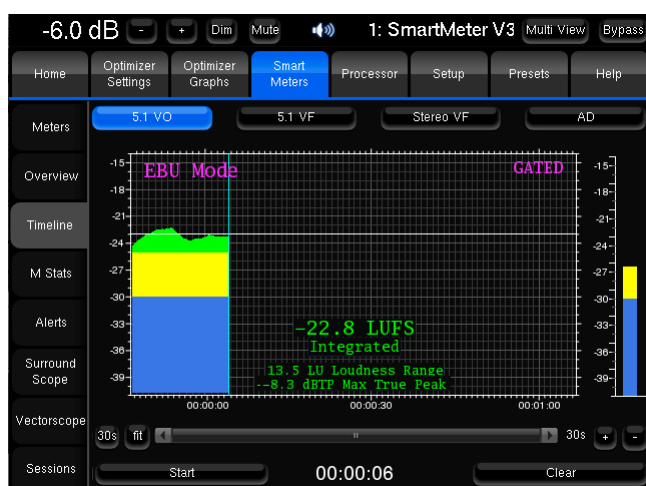 -6.0 dB - + Dim Mute 1: SmartMeter V3 Multi View Bypass
Home Optimizer Settings Optimizer Graphs Smart Meters Processor Setup Presets Help
Meters
Overview
Timeline
M Stats
Alerts
Surround
Scope
Vectorscope
Sessions
5.1 VO 5.1 VF Stereo VF AD
EBU Mode GATED
-15 -15
-18 -18
-21 -21
-24 -24
-27 -27
-30 -30
-33 -33
-36 -36
-39 -39
-22.8 LUFS
Integrated
13.5 LU Loudness Range
--8.3 dBTP Max True Peak
00:00:00 00:00:30 00:01:00
30s fit 30s + -
Start 00:00:06 Clear